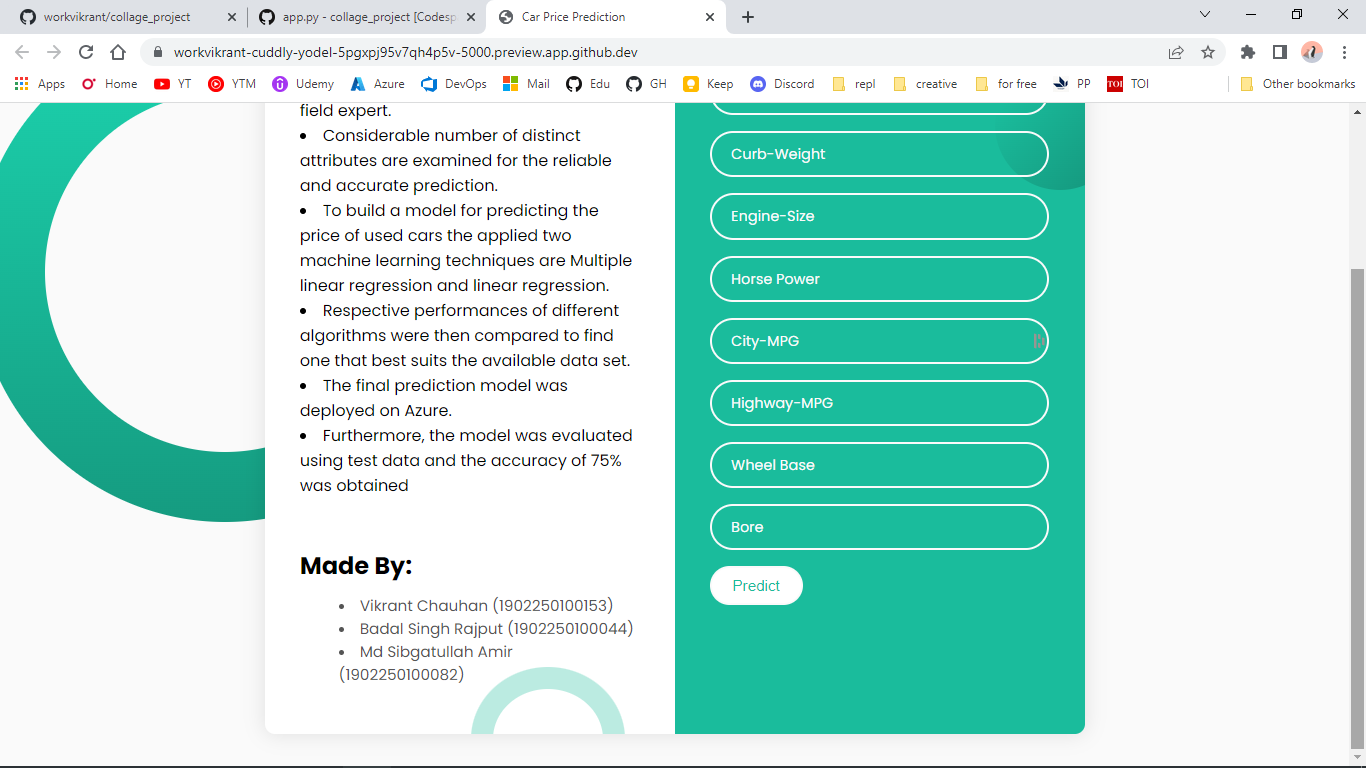 workvikrant/collage_project
app.py - collage_project [Codesp
Car Price Prediction
workvikrant-cuddly-yodel-5pgxpj95v7qh4p5v-5000.preview.app.github.dev
Apps
Home
YT
YTM
Udemy
Azure
DevOps
Mail
Edu
GH
Keep
Discord
repl
creative
for free
PP
TOI
TOI
Other bookmarks
field expert.
• Considerable number of distinct
attributes are examined for the reliable
and accurate prediction.
• To build a model for predicting the
price of used cars the applied two
machine learning techniques are Multiple
linear regression and linear regression.
• Respective performances of different
algorithms were then compared to find
one that best suits the available data set.
• The final prediction model was
deployed on Azure.
• Furthermore, the model was evaluated
using test data and the accuracy of 75%
was obtained
Made By:
• Vikrant Chauhan (1902250100153)
• Badal Singh Rajput (1902250100044)
• Md Sibgatullah Amir
(1902250100082)
Curb-Weight
Engine-Size
Horse Power
City-MPG
Highway-MPG
Wheel Base
Bore
Predict